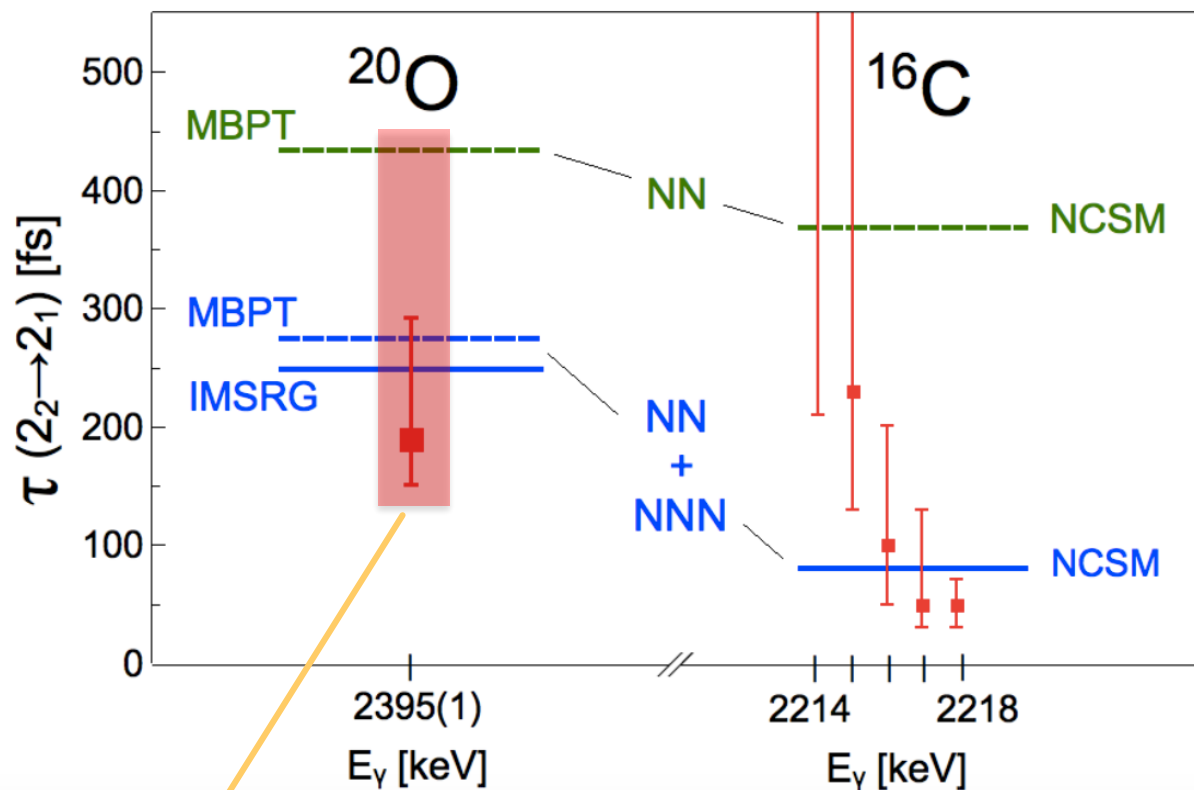 ²⁰O
¹⁶C
500
400
300
200
100
0
τ (2₂→2₁) [fs]
MBPT
MBPT
IMSRG
NN
NN
+
NNN
NCSM
NCSM
2395(1)
2214
2218
Eγ [keV]
Eγ [keV]